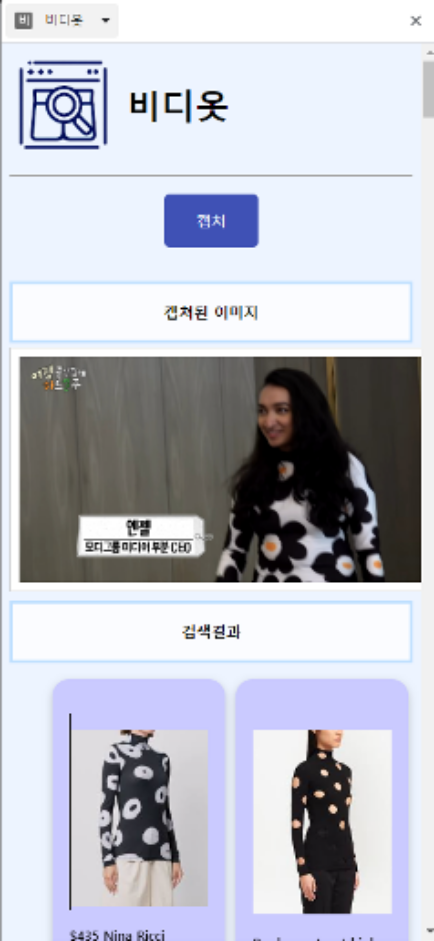 비 비디옷
비디옷
캡처
캡처된 이미지
엔젤
모디그룹 미디어 부문 CEO
검색결과
$435 Nina Ricci